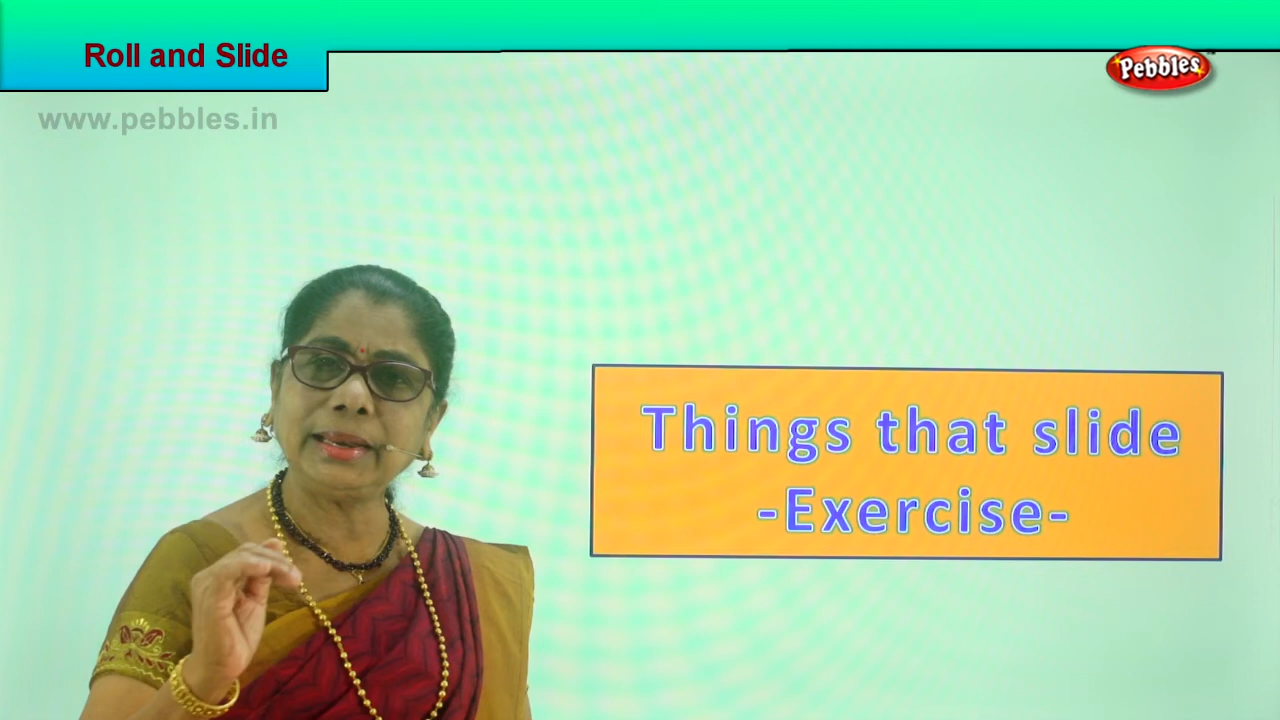 Roll and Slide
Pebbles
www.pebbles.in
Things that slide
-Exercise-